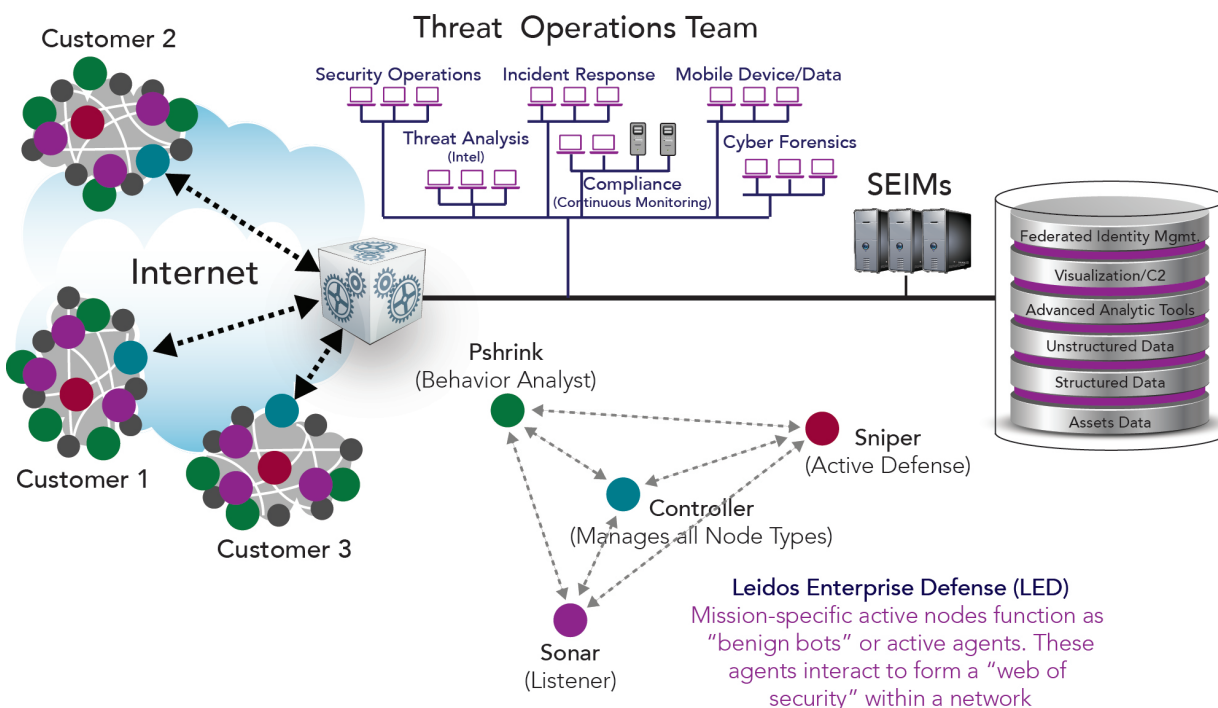 Threat Operations Team
Customer 2
Security Operations
Incident Response
Mobile Device/Data
Threat Analysis
(Intel)
Compliance
(Continuous Monitoring)
Cyber Forensics
SEIMs
Internet
Federated Identity Mgmt.
Visualization/C2
Advanced Analytic Tools
Unstructured Data
Structured Data
Assets Data
Customer 1
Customer 3
Pshrink
(Behavior Analyst)
Sniper
(Active Defense)
Controller
(Manages all Node Types)
Sonar
(Listener)
Leidos Enterprise Defense (LED)
Mission-specific active nodes function as
“benign bots” or active agents. These
agents interact to form a “web of
security” within a network